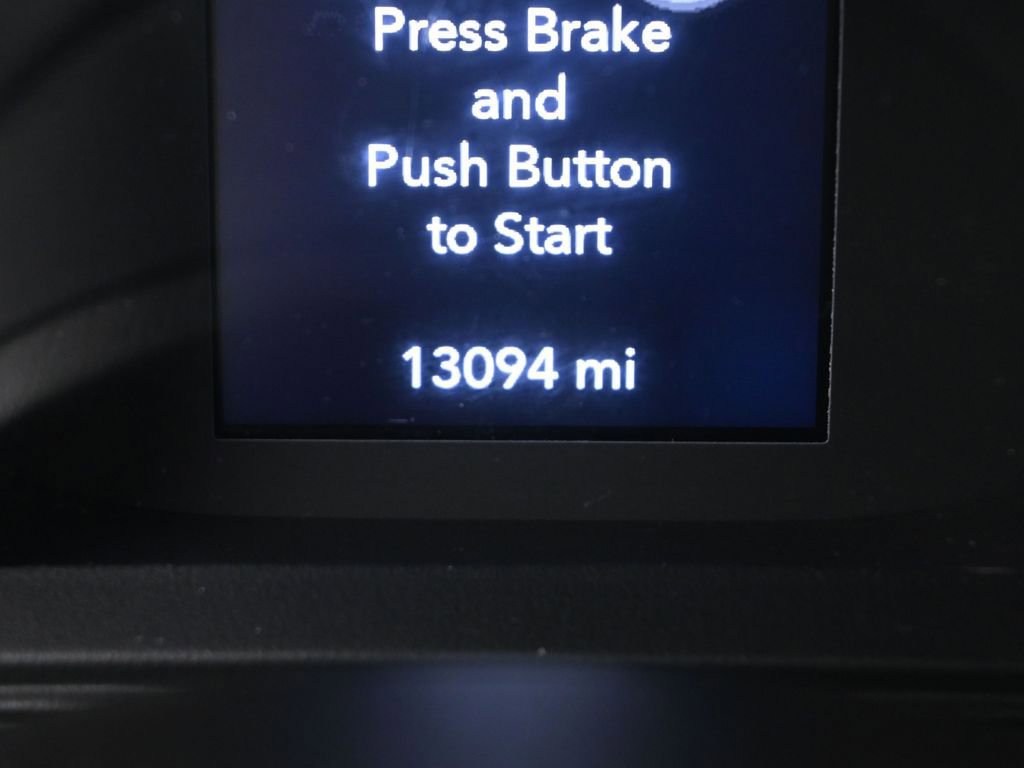 Press Brake
and
Push Button
to Start
13094 mi